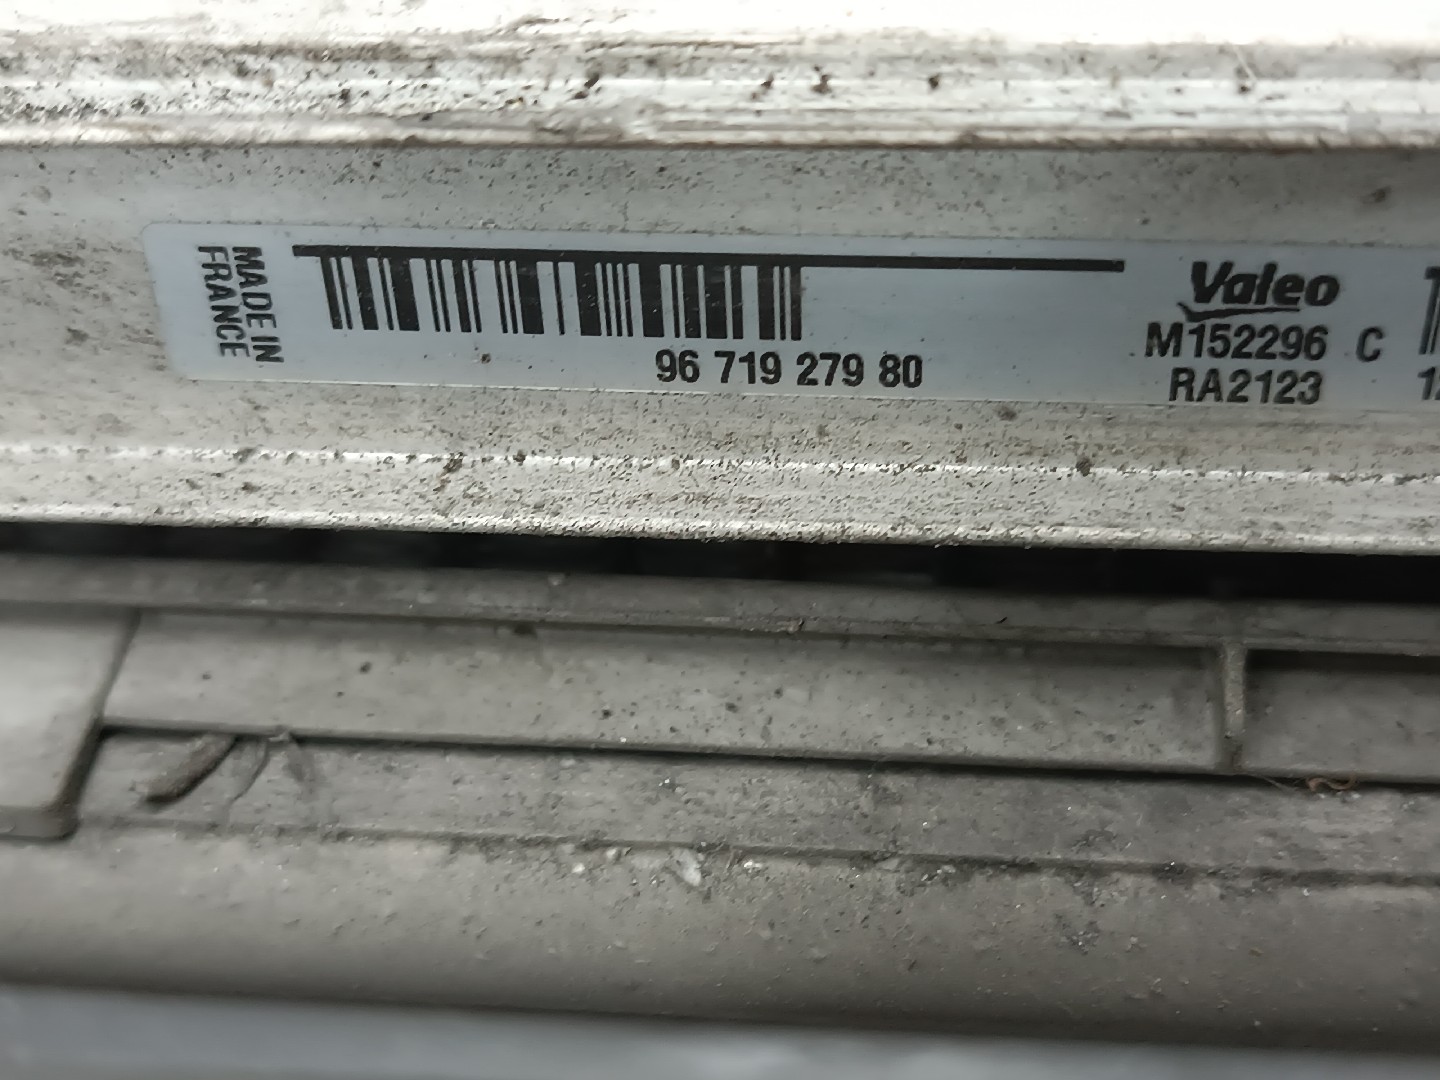 MADE IN
FRANCE
96 719 279 80
Valeo
M152296 C
RA2123